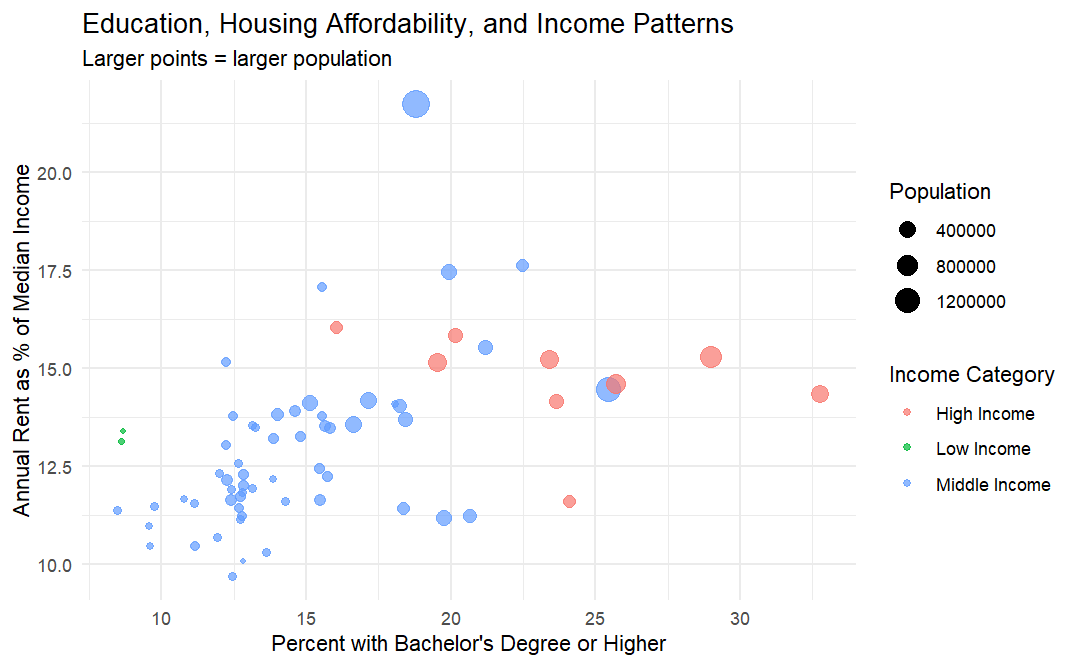 Education, Housing Affordability, and Income Patterns
Larger points = larger population
Annual Rent as % of Median Income
20.0
17.5
15.0
12.5
10.0
10
15
20
25
30
Percent with Bachelor's Degree or Higher
Population
400000
800000
1200000
Income Category
High Income
Low Income
Middle Income